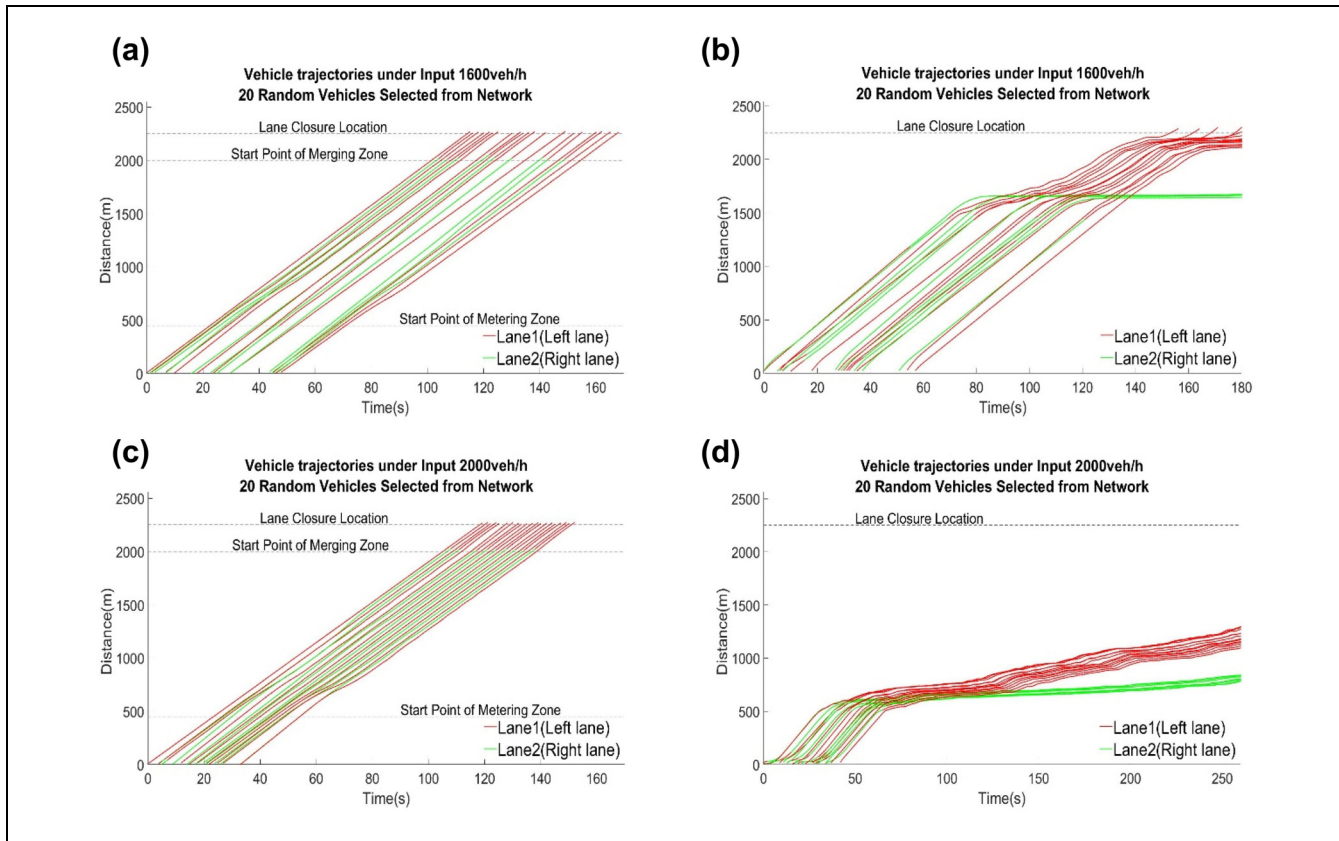 (a)
Vehicle trajectories under Input 1600veh/h
20 Random Vehicles Selected from Network
2500
Lane Closure Location
Start Point of Merging Zone
2000
1500
Distance(m)
1000
500
Start Point of Metering Zone
Lane1(Left lane)
Lane2(Right lane)
0
0 20 40 60 80 100 120 140 160
Time(s)
(b)
Vehicle trajectories under Input 1600veh/h
20 Random Vehicles Selected from Network
2500
Lane Closure Location
2000
1500
Distance(m)
1000
500
Lane1(Left lane)
Lane2(Right lane)
0
0 20 40 60 80 100 120 140 160 180
Time(s)
(c)
Vehicle trajectories under Input 2000veh/h
20 Random Vehicles Selected from Network
2500
Lane Closure Location
Start Point of Merging Zone
2000
1500
Distance(m)
1000
500
Start Point of Metering Zone
Lane1(Left lane)
Lane2(Right lane)
0
0 20 40 60 80 100 120 140 160
Time(s)
(d)
Vehicle trajectories under Input 2000veh/h
20 Random Vehicles Selected from Network
2500
Lane Closure Location
2000
1500
Distance(m)
1000
500
Lane1(Left lane)
Lane2(Right lane)
0
0 50 100 150 200 250
Time(s)